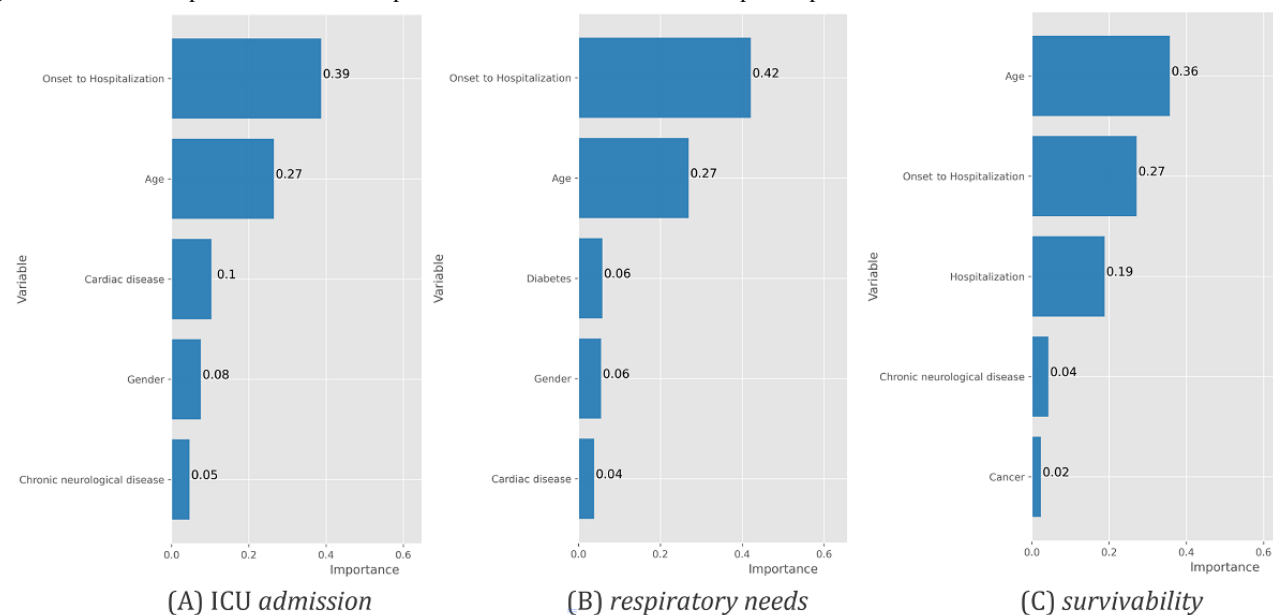 Onset to Hospitalization
0.39
Age
0.27
Cardiac disease
0.1
Gender
0.08
Chronic neurological disease
0.05
Variable
0.0 0.2 0.4 0.6
Importance
(A) ICU admission
Onset to Hospitalization
0.42
Age
0.27
Diabetes
0.06
Gender
0.06
Cardiac disease
0.04
Variable
0.0 0.2 0.4 0.6
Importance
(B) respiratory needs
Age
0.36
Onset to Hospitalization
0.27
Hospitalization
0.19
Chronic neurological disease
0.04
Cancer
0.02
Variable
0.0 0.2 0.4 0.6
Importance
(C) survivability